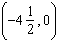 (-4 1/2, 0)